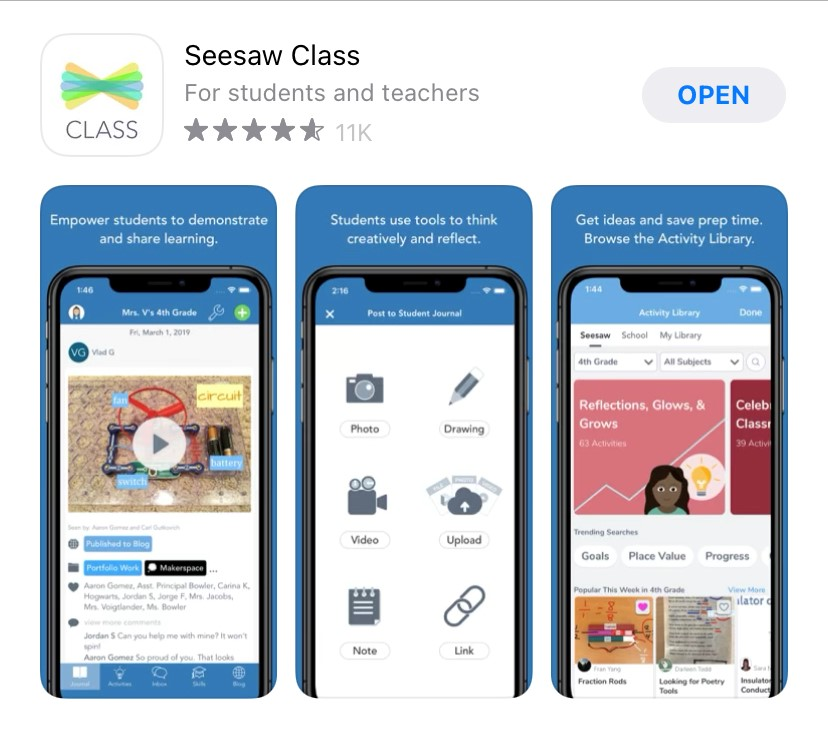 Seesaw Class
For students and teachers
11K
OPEN
CLASS
Empower students to demonstrate
and share learning.
1:46
Mrs. V's 4th Grade
Fri, March 1, 2019
VG
Vlad G
fan
circuit
battery
switch
Seen by: Aaron Gomez and Carl Gutkowich
Published to Blog
Portfolio Work
Makerspace
...
Aaron Gomez, Asst. Principal Bowler, Carina K,
Hogwarts, Jordan S, Jorge F, Mrs. Jacobs,
Mrs. Voigtlander, Ms. Bowler
view more comments
Jordan S Can you help me with mine? It won't
spin!
Aaron Gomez So proud of you. That looks
Journal
Activities
Inbox
Skills
Blog
Students use tools to think
creatively and reflect.
2:16
Post to Student Journal
Photo
Drawing
Video
FILE
PHOTO
Upload
Note
Link
Get ideas and save prep time.
Browse the Activity Library.
1:44
Activity Library
Done
Seesaw
School
My Library
4th Grade
All Subjects
Reflections, Glows, &
Grows
63 Activities
Celeb
Classr
39 Activi
Trending Searches
Goals
Place Value
Progress
Popular This Week in 4th Grade
View More
Fran Yang
Fraction Rods
Darleen Todd
Looking for Poetry
Tools
Sara
Insulator
Conduct